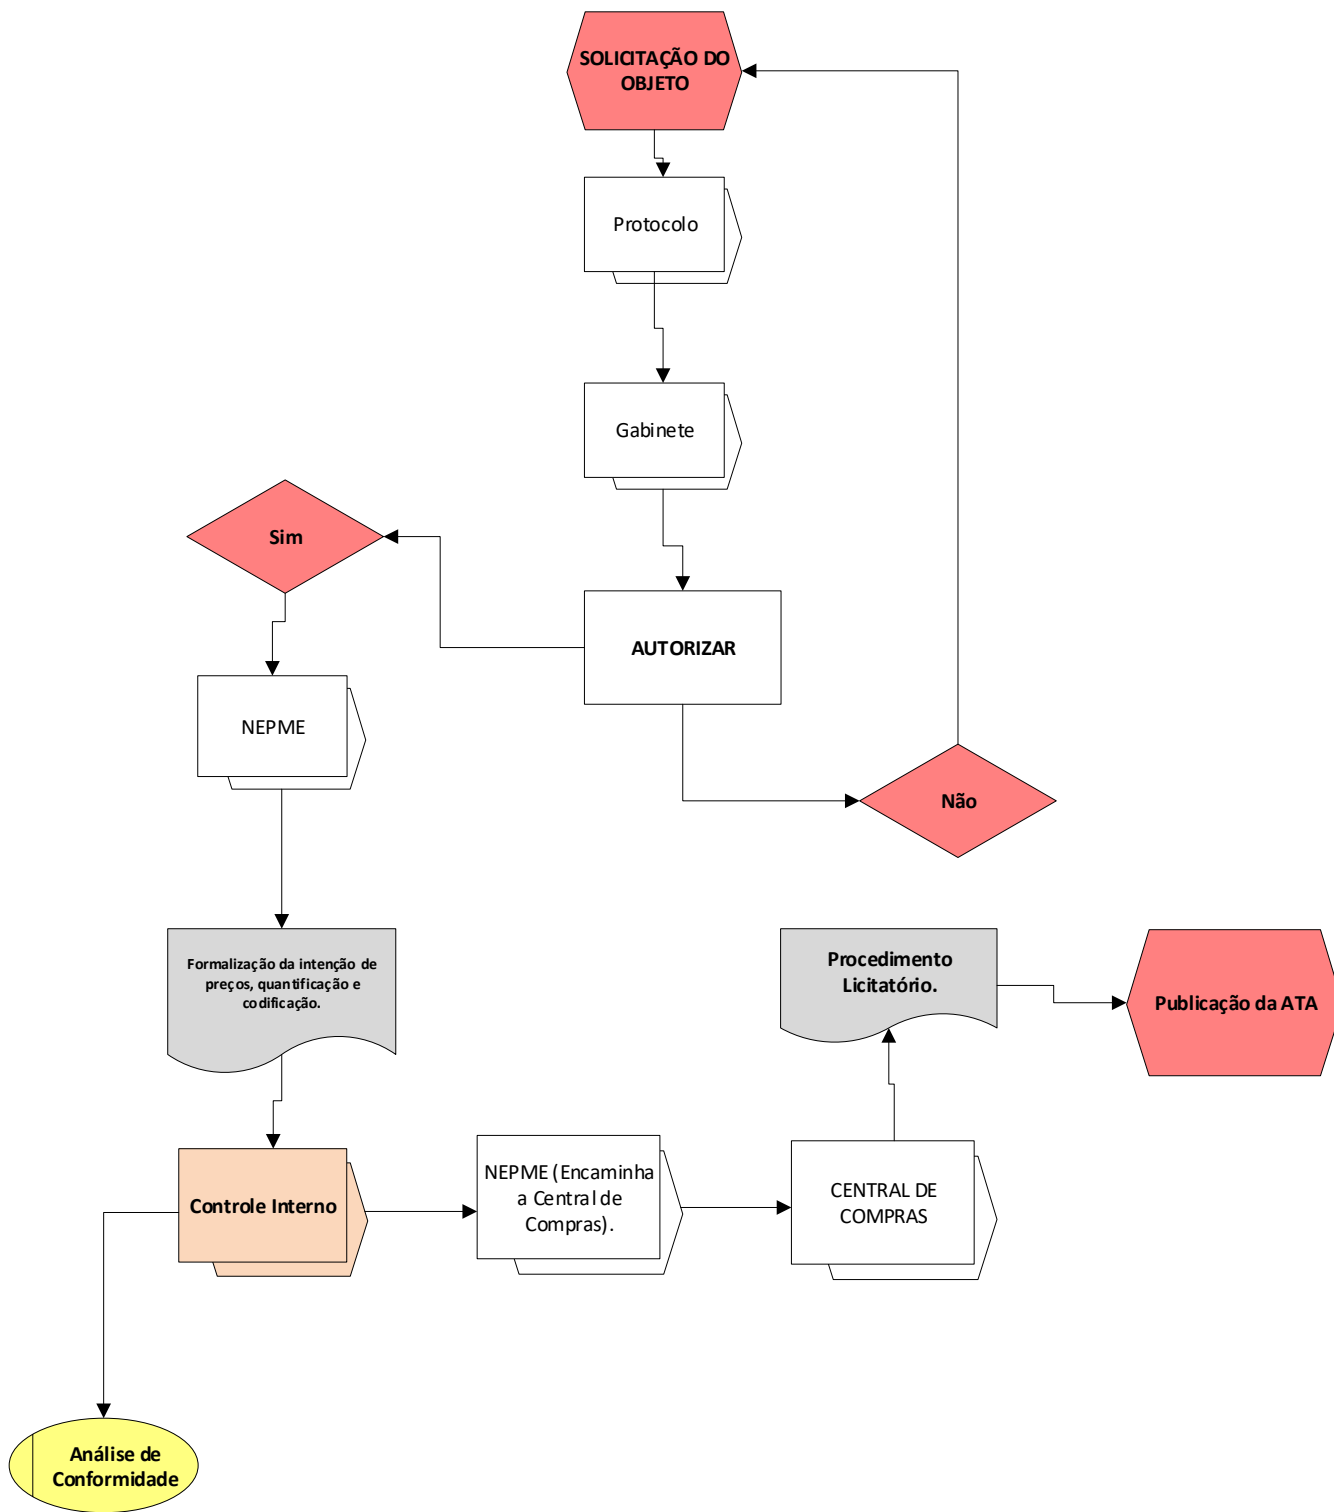 SOLICITAÇÃO DO
OBJETO
Protocolo
Gabinete
Sim
AUTORIZAR
NEPME
Não
Formalização da intenção de
preços, quantificação e
codificação.
Procedimento
Licitatório.
Publicação da ATA
Controle Interno
NEPME (Encaminha
a Central de
Compras).
CENTRAL DE
COMPRAS
Análise de
Conformidade